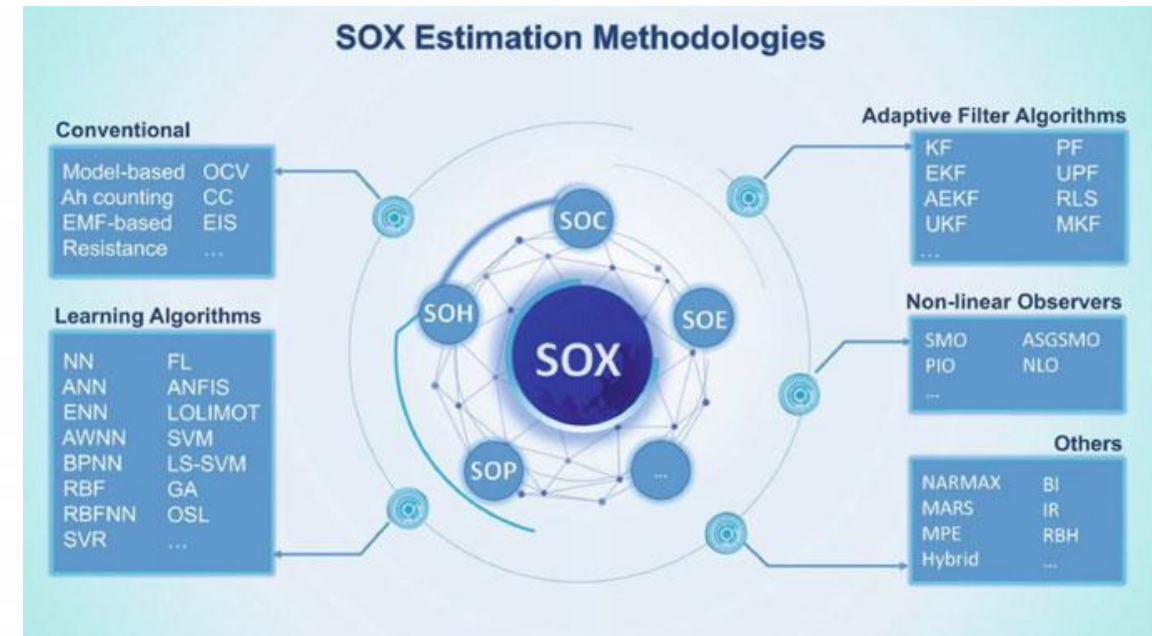 SOX Estimation Methodologies
Conventional
Model-based OCV
Ah counting CC
EMF-based EIS
Resistance ...
Learning Algorithms
NN FL
ANN ANFIS
ENN LOLIMOT
AWNN SVM
BPNN LS-SVM
RBF GA
RBFNN OSL
SVR ...
SOC
SOH
SOE
SOX
SOP
...
Adaptive Filter Algorithms
KF PF
EKF UPF
AEKF RLS
UKF MKF
...
Non-linear Observers
SMO ASGSMO
PIO NLO
...
Others
NARMAX BI
MARS IR
MPE RBH
Hybrid ...